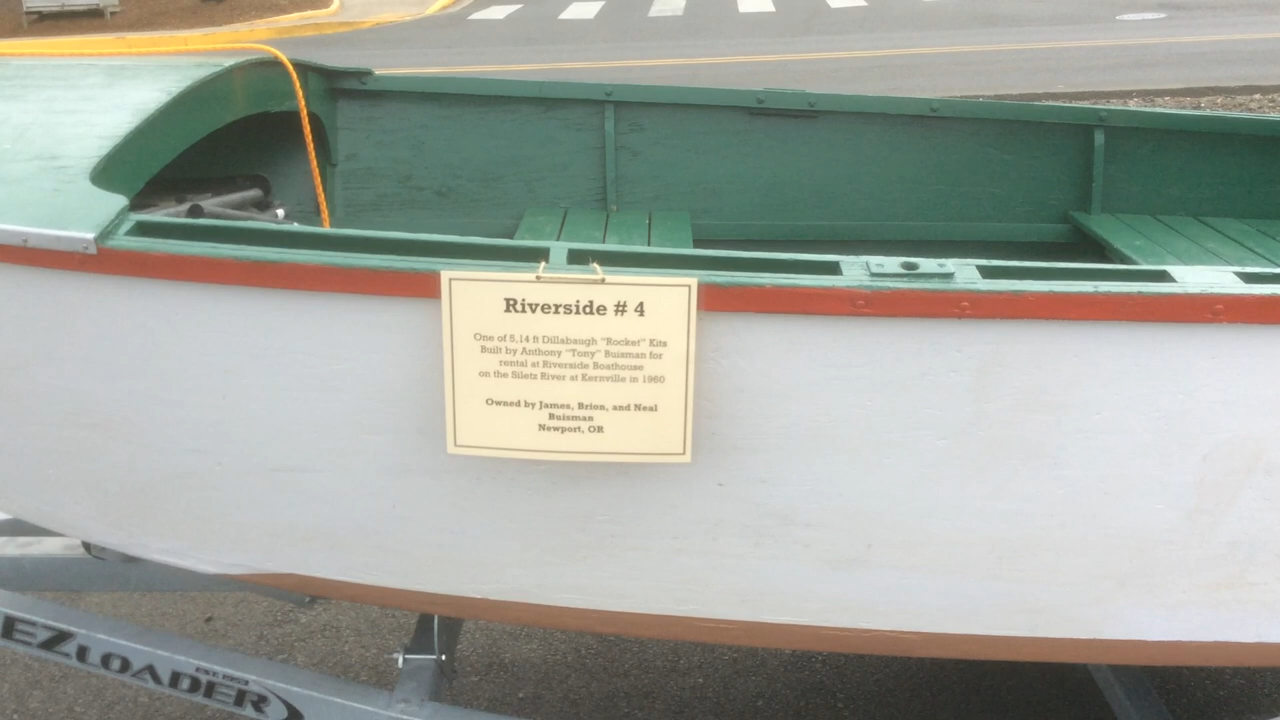 Riverside # 4
One of 5,14 ft Dillabaugh "Rocket" Kits
Built by Anthony "Tony" Buisman for
rental at Riverside Boathouse
on the Siletz River at Kernville in 1960
Owned by James, Brion, and Neal
Buisman
Newport, OR
EST. 1953
EZ LOADER